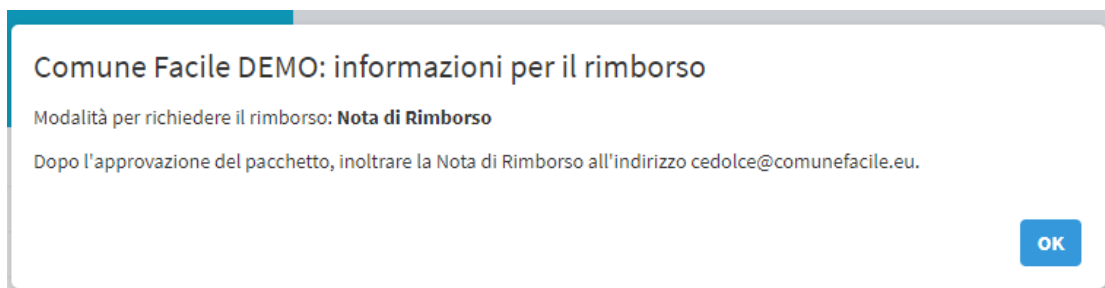 Comune Facile DEMO: informazioni per il rimborso
Modalità per richiedere il rimborso: Nota di Rimborso
Dopo l'approvazione del pacchetto, inoltrare la Nota di Rimborso all'indirizzo cedolce@comunefacile.eu.
OK